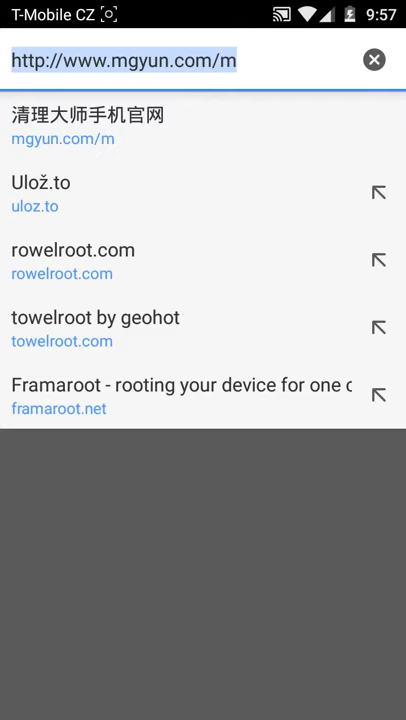 T-Mobile CZ
9:57
http://www.mgyun.com/m
清理大师手机官网
mgyun.com/m
Ulož.to
uloz.to
rowelroot.com
rowelroot.com
towelroot by geohot
towelroot.com
Framaroot - rooting your device for one c
framaroot.net